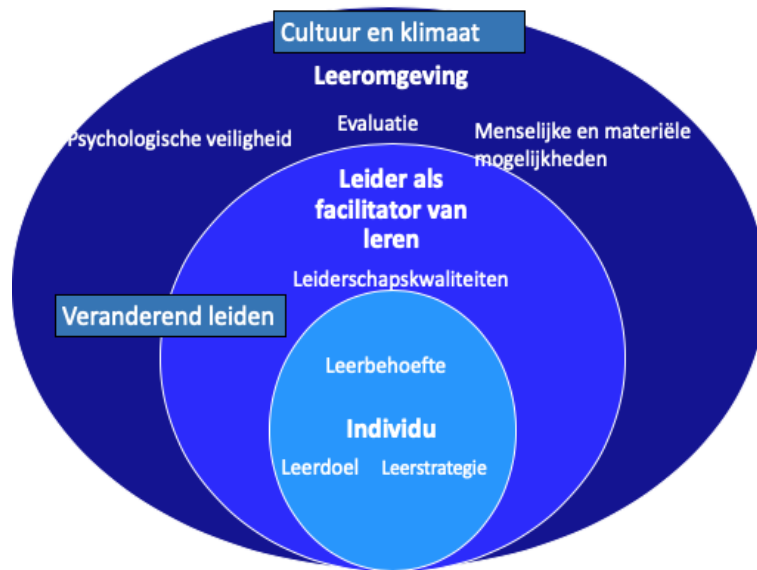 Cultuur en klimaat
Leeromgeving
Psychologische veiligheid
Evaluatie
Menselijke en materiële
mogelijkheden
Leider als
facilitator van
leren
Leiderschapskwaliteiten
Veranderend leiden
Leerbehoefte
Individu
Leerdoel
Leerstrategie